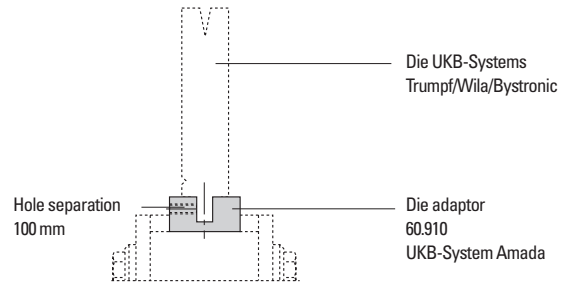 Die UKB-Systems
Trumpf/Wila/Bystronic
Hole separation
100 mm
Die adaptor
60.910
UKB-System Amada